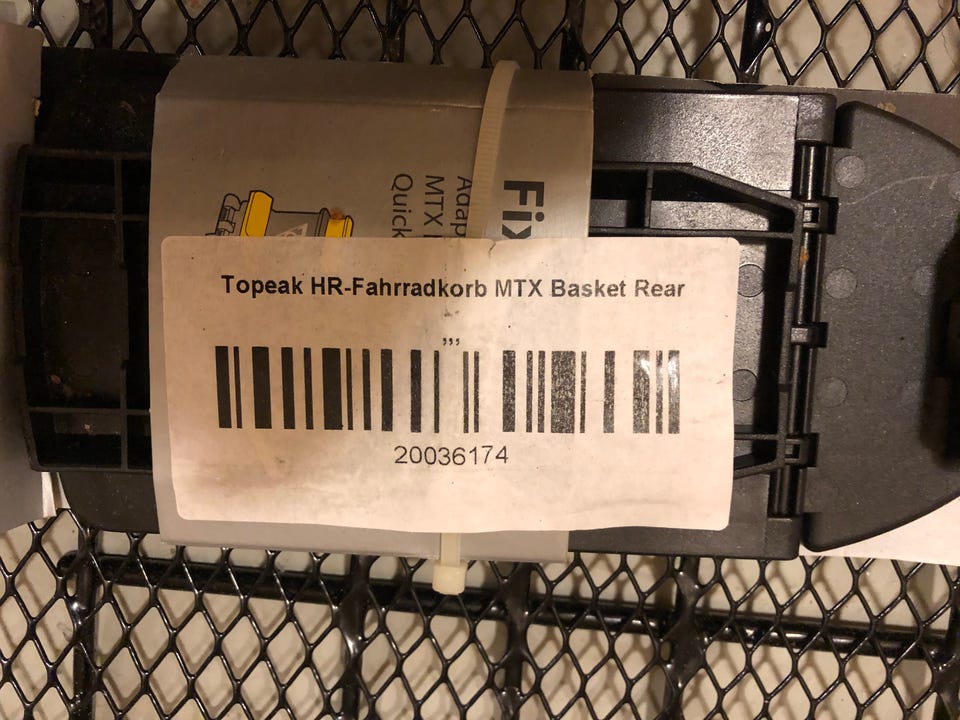 Fix
Adap
MTX
Quick
Topeak HR-Fahrradkorb MTX Basket Rear
,,,
20036174